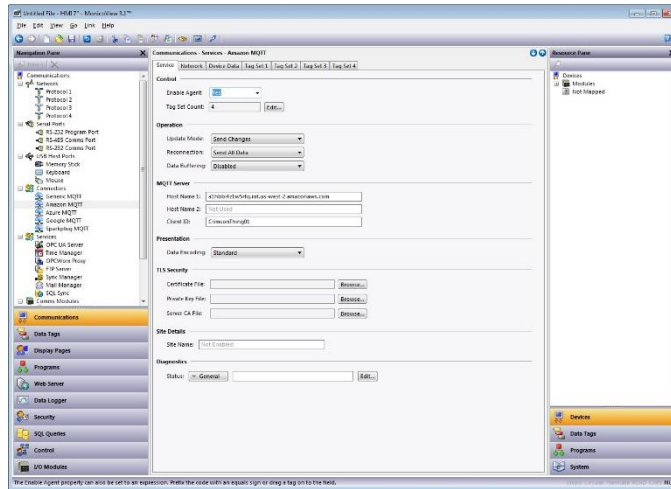 Untitled File - HMI 7" - MonicoView 3.1™
File Edit View Go Link Help
Navigation Pane
Communications
Network
Protocol 1
Protocol 2
Protocol 3
Protocol 4
Serial Ports
RS-232 Program Port
RS-485 Comms Port
RS-232 Comms Port
USB Host Ports
Memory Stick
Keyboard
Mouse
Connectors
Generic MQTT
Amazon MQTT
Azure MQTT
Google MQTT
Sparkplug MQTT
Services
OPC UA Server
Time Manager
OPCWorx Proxy
FTP Server
Sync Manager
Mail Manager
SQL Sync
Comms Modules
Communications
Data Tags
Display Pages
Programs
Web Server
Data Logger
Security
SQL Queries
Control
I/O Modules
Communications - Services - Amazon MQTT
Service Network Device Data Tag Set 1 Tag Set 2 Tag Set 3 Tag Set 4
Control
Enable Agent: Yes
Tag Set Count: 4 Edit...
Operation
Update Mode: Send Changes
Reconnection: Send All Data
Data Buffering: Disabled
MQTT Server
Host Name 1:
Host Name 2: Not Used
Client ID: CrimsonThing01
Presentation
Data Encoding: Standard
TLS Security
Certificate File: Browse...
Private Key File: Browse...
Server CA File: Browse...
Site Details
Site Name: Not Enabled
Diagnostics
Status: General Edit...
Resource Pane
Devices
Modules
Not Mapped
Devices
Data Tags
Programs
System
The Enable Agent property can also be set to an expression. Prefix the code with an equals sign or drag a tag on to the field.